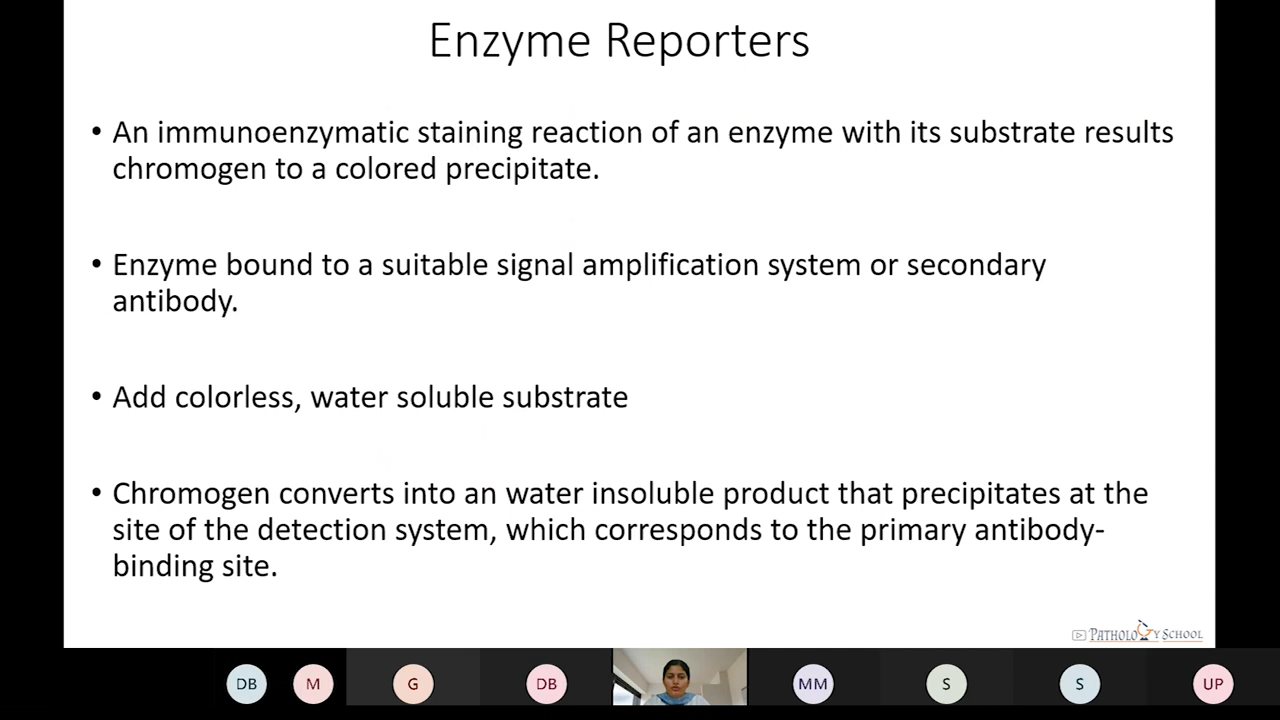 Enzyme Reporters
• An immunoenzymatic staining reaction of an enzyme with its substrate results
chromogen to a colored precipitate.
• Enzyme bound to a suitable signal amplification system or secondary
antibody.
• Add colorless, water soluble substrate
• Chromogen converts into an water insoluble product that precipitates at the
site of the detection system, which corresponds to the primary antibody-
binding site.
PATHOLOGY SCHOOL
DB M G DB MM S S UP